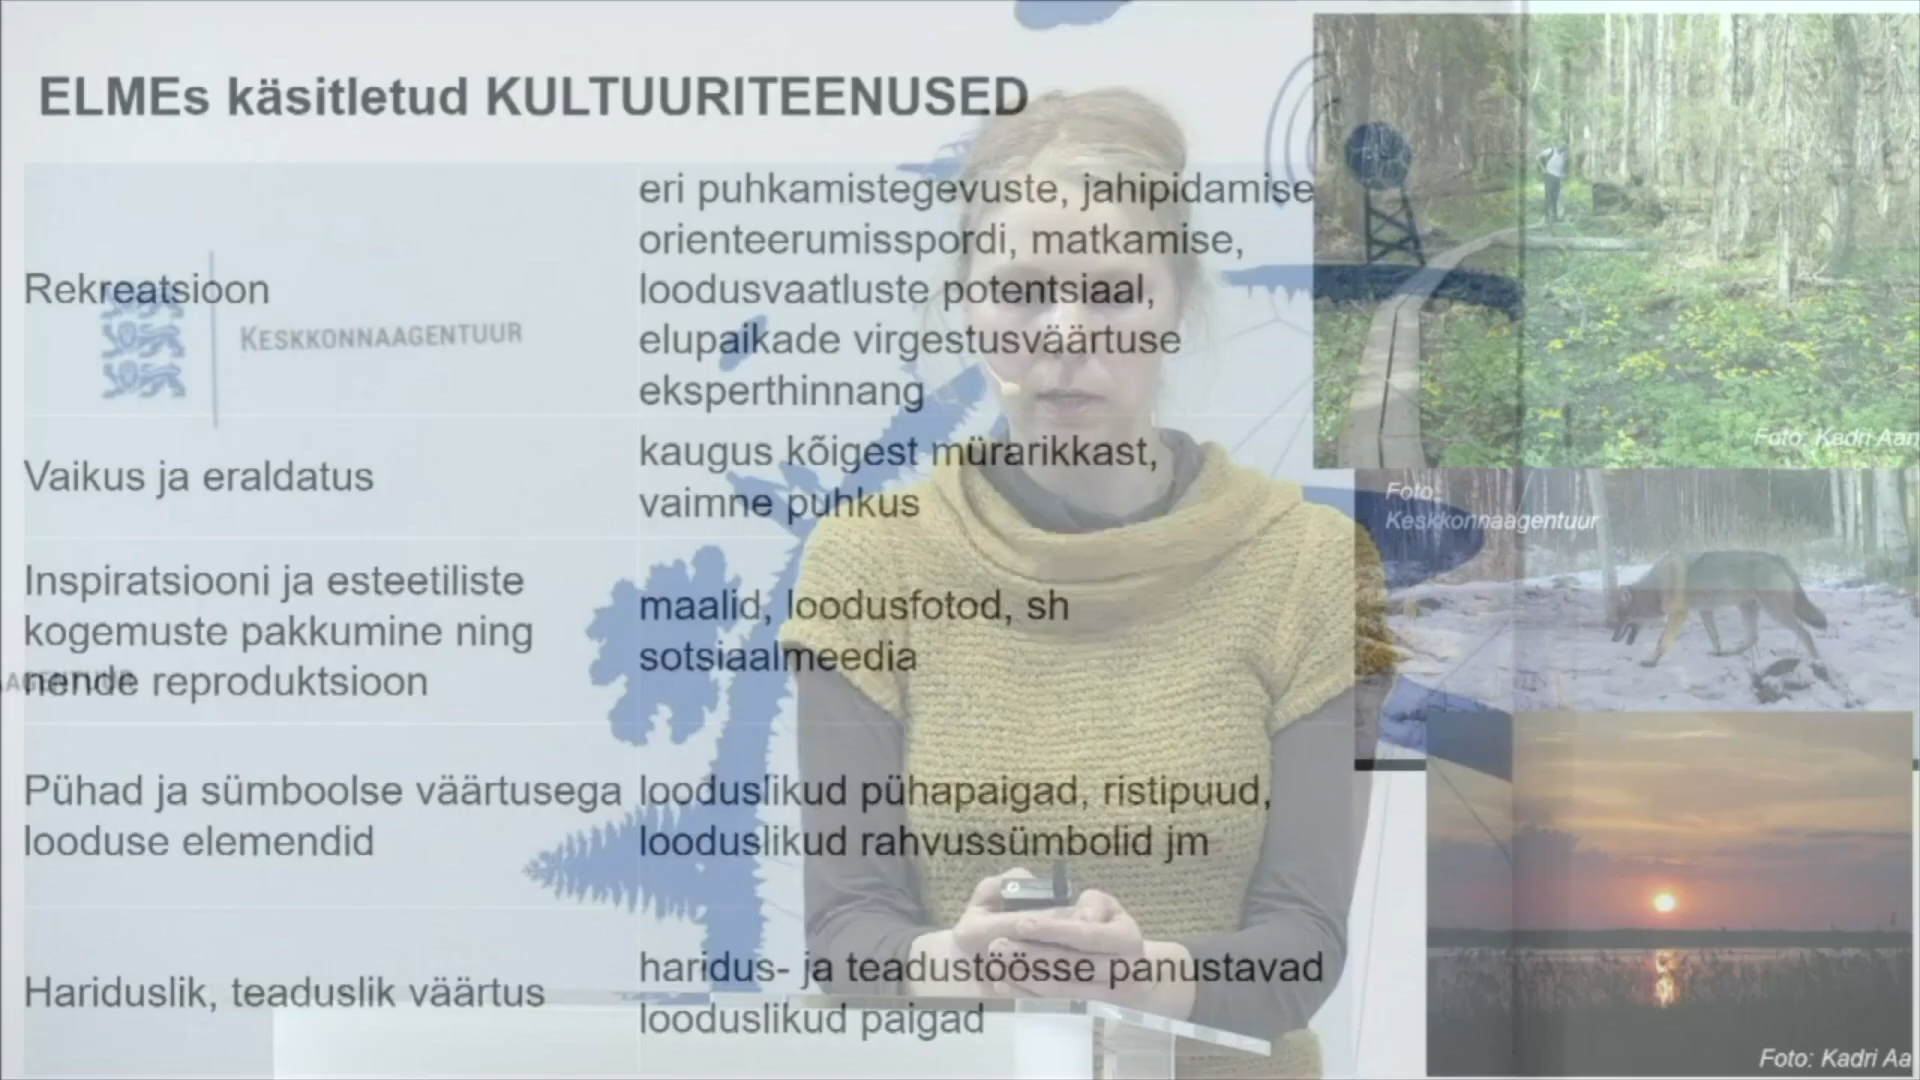 ELMEs käsitletud KULTUURITEENUSED
Rekreatsioon
eri puhkamistegevuste, jahipidamise
orienteerumisspordi, matkamise,
loodusvaatluste potentsiaal,
elupaikade virgestusväärtuse
eksperthinnang
KESKKONNAAGENTUUR
Vaikus ja eraldatus
kaugus kõigest mürarikkast,
vaimne puhkus
Inspiratsiooni ja esteetiliste
kogemuste pakkumine ning
nende reproduktsioon
maalid, loodusfotod, sh
sotsiaalmeedia
Pühad ja sümboolse väärtusega
looduse elemendid
looduslikud pühapaigad, ristipuud,
looduslikud rahvussümbolid jm
Hariduslik, teaduslik väärtus
haridus- ja teadustöösse panustavad
looduslikud paigad
Foto: Kadri Aan
Foto:
Keskkonnaagentuur
Foto: Kadri Aa